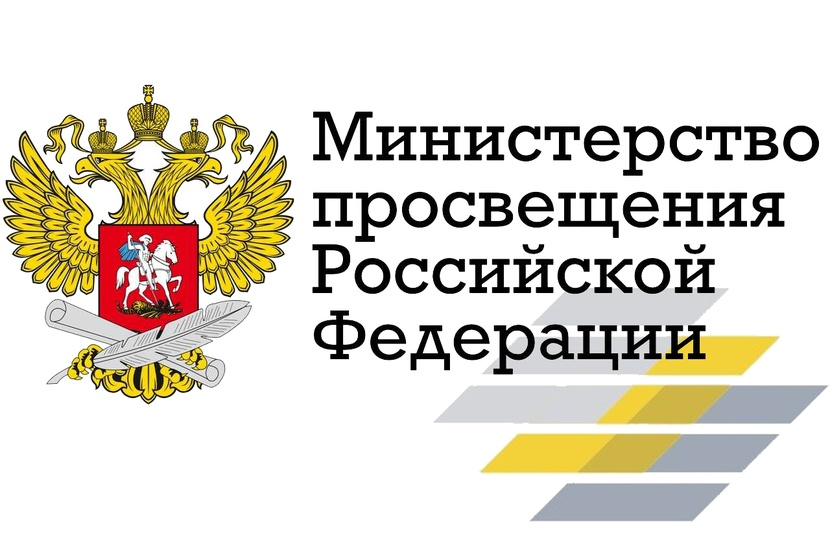 Министерство
просвещения
Российской
Федерации